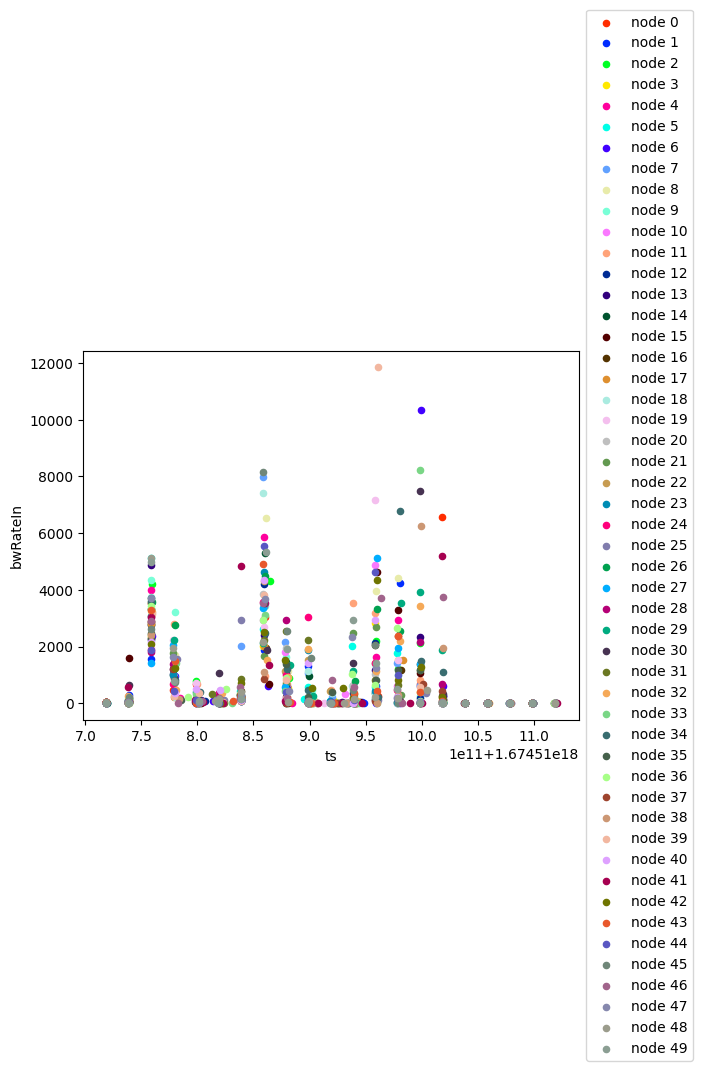 12000
10000
8000
6000
4000
2000
0
bwRateIn
7.0 7.5 8.0 8.5 9.0 9.5 10.0 10.5 11.0
ts
1e11+1.67451e18
node 0
node 1
node 2
node 3
node 4
node 5
node 6
node 7
node 8
node 9
node 10
node 11
node 12
node 13
node 14
node 15
node 16
node 17
node 18
node 19
node 20
node 21
node 22
node 23
node 24
node 25
node 26
node 27
node 28
node 29
node 30
node 31
node 32
node 33
node 34
node 35
node 36
node 37
node 38
node 39
node 40
node 41
node 42
node 43
node 44
node 45
node 46
node 47
node 48
node 49